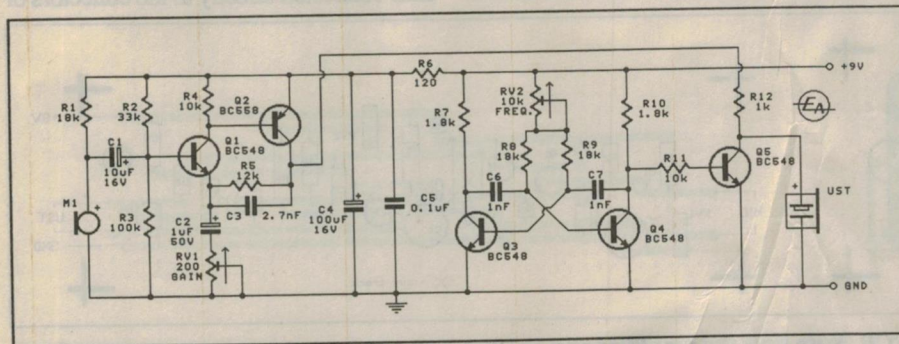 R1
18k
R2
33k
R4
10k
Q2
BC558
C1
10uF
16V
Q1
BC548
R5
12k
C3
2.7nF
M1
R3
100k
C2
1uF
50V
RV1
200
GAIN
C4
100uF
16V
C5
0.1uF
R6
120
R7
1.8k
RV2
10k
FREQ.
R8
18k
R9
18k
C6
1nF
C7
1nF
Q3
BC548
Q4
BC548
R10
1.8k
R11
10k
R12
1k
Q5
BC548
+9V
EA
UST
GND